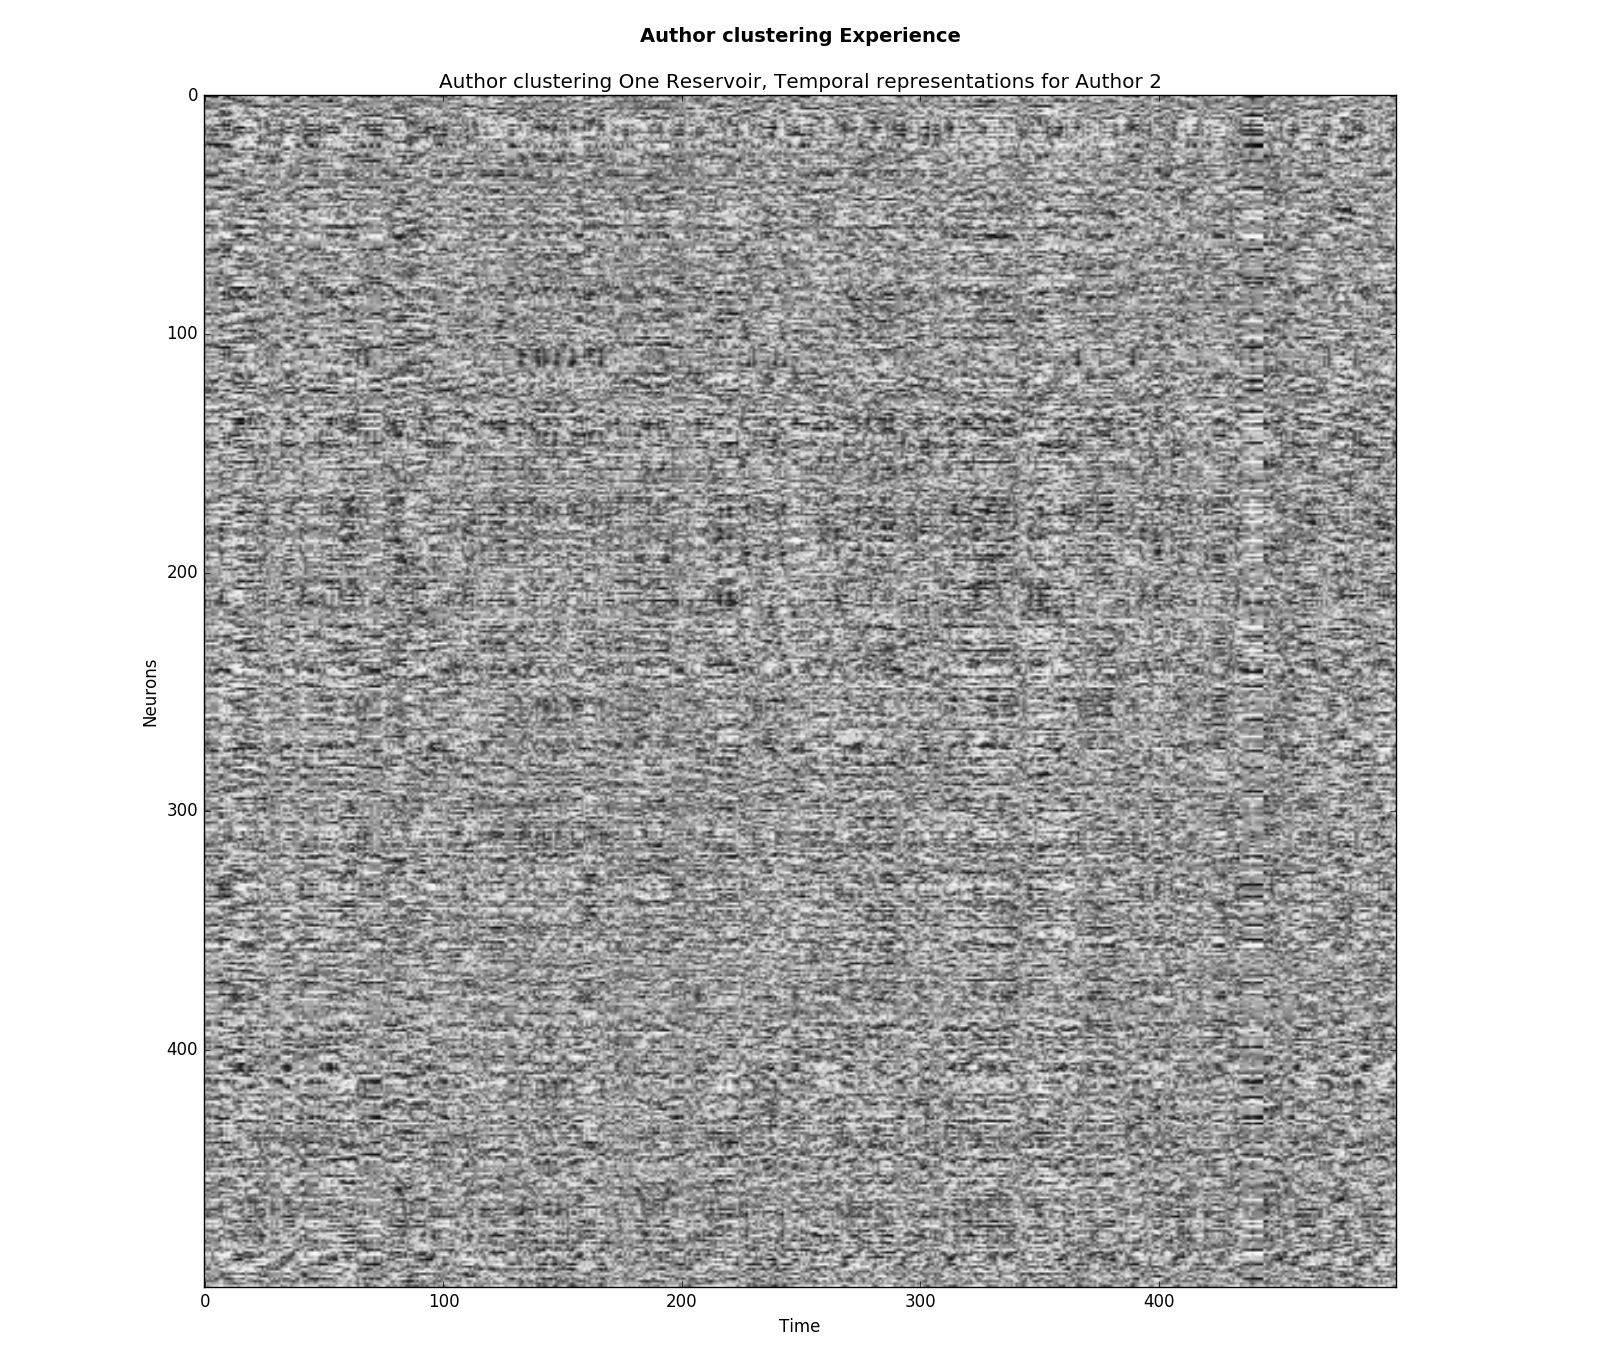 Author clustering Experience
Author clustering One Reservoir, Temporal representations for Author 2
0
100
200
300
400
Neurons
0 100 200 300 400
Time